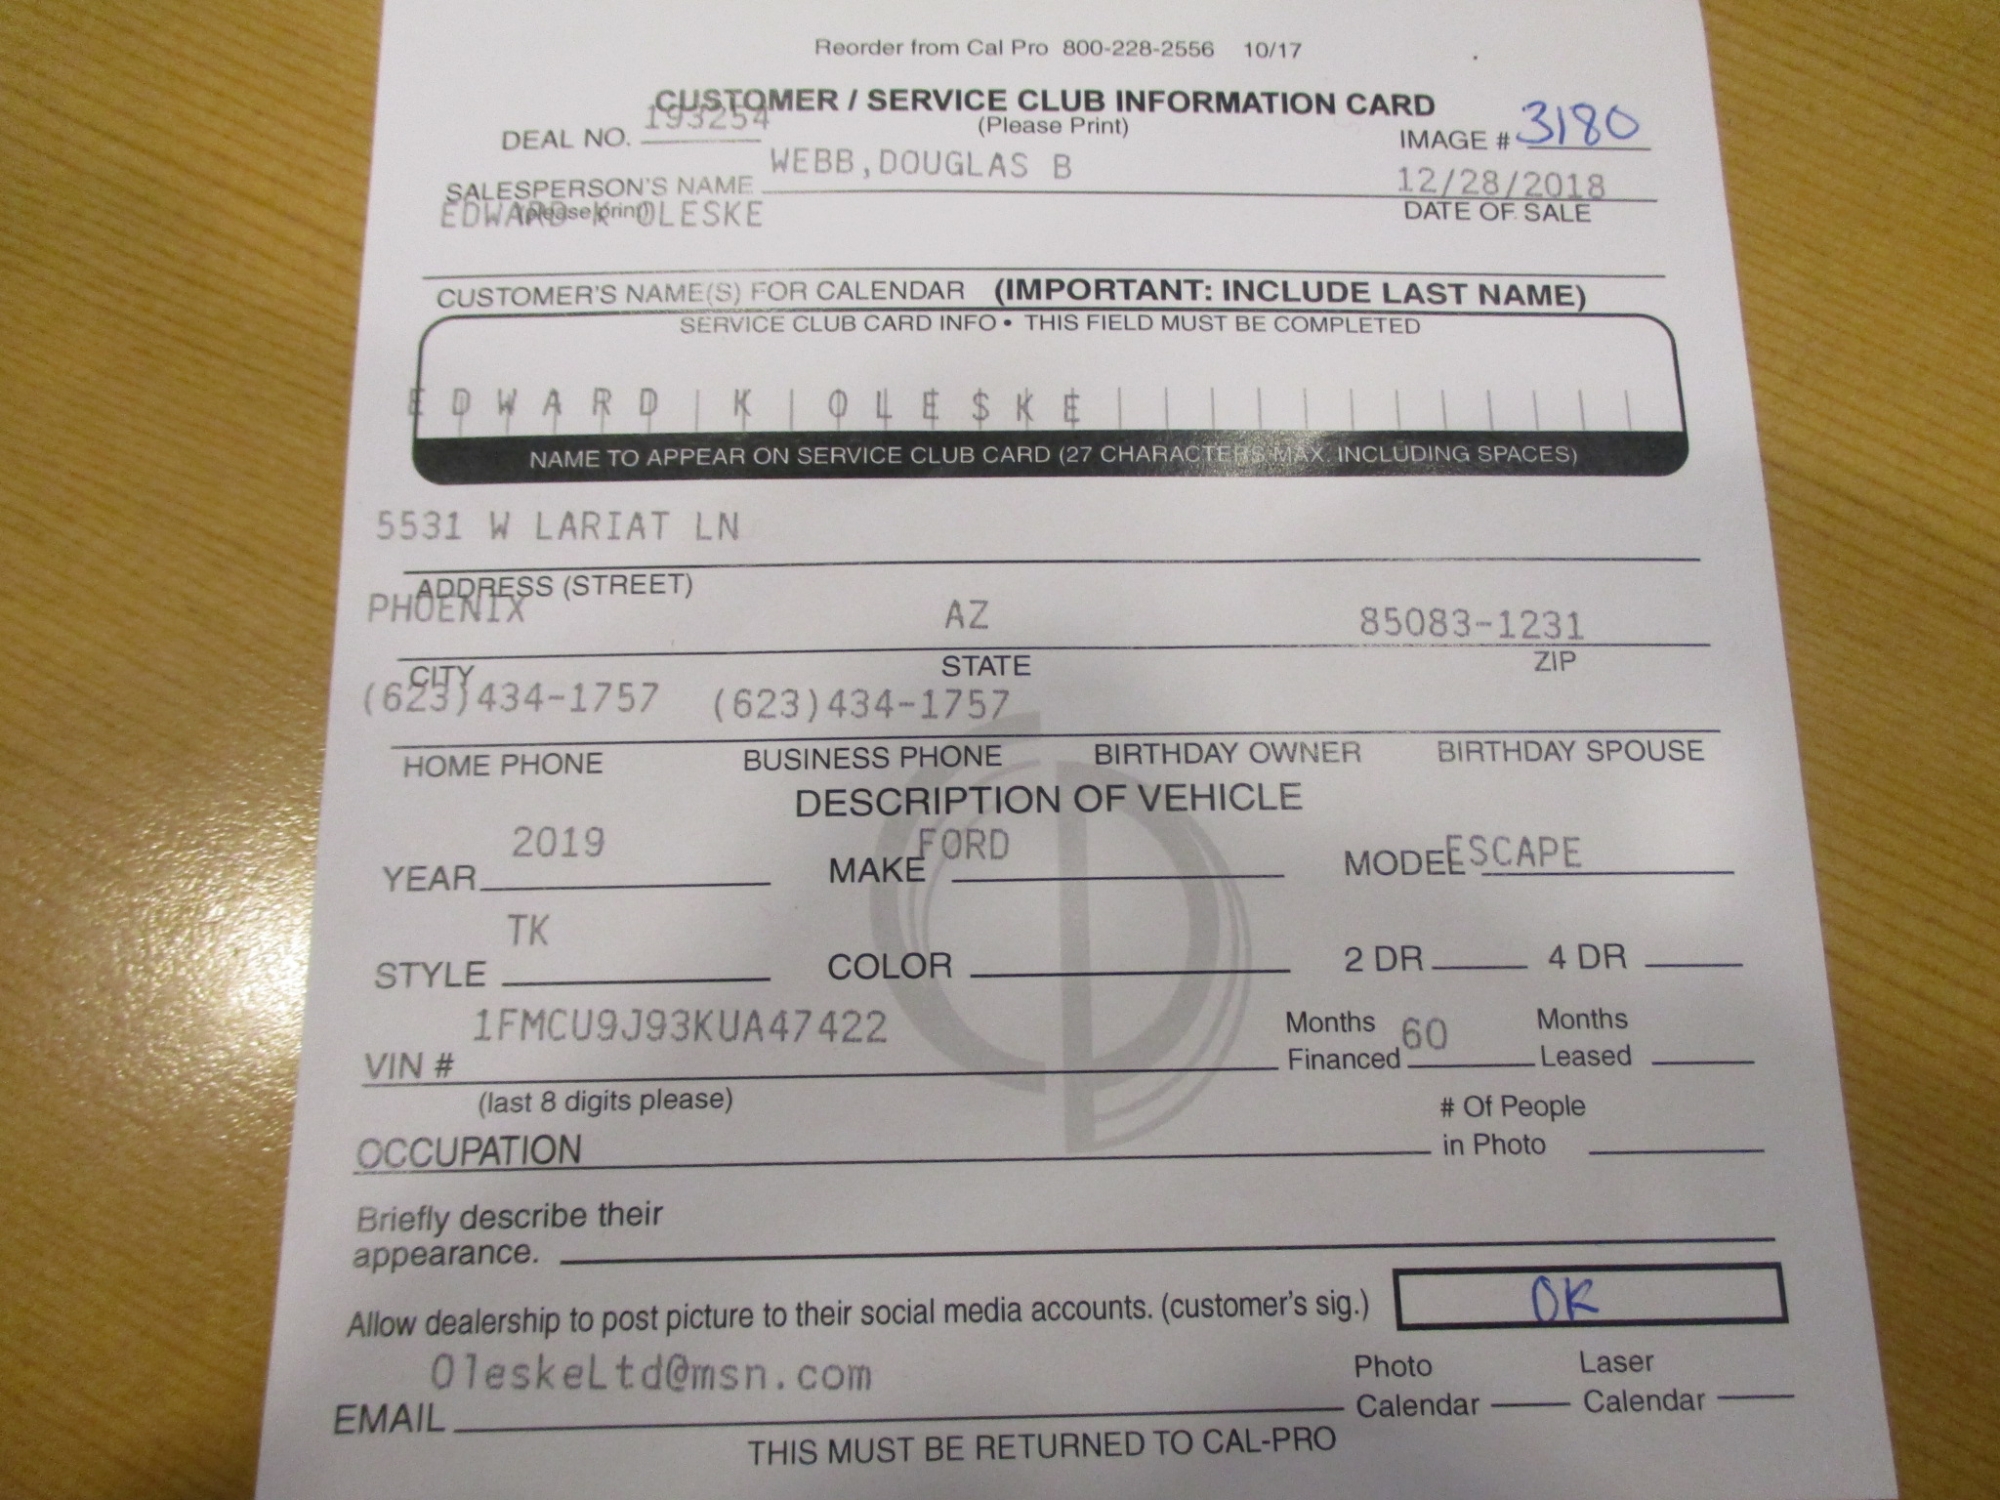 Reorder from Cal Pro 800-228-2556 10/17
CUSTOMER / SERVICE CLUB INFORMATION CARD
(Please Print)
DEAL NO. 193254
IMAGE # 3180
SALESPERSON'S NAME WEBB,DOUGLAS B
(please print)
12/28/2018
DATE OF SALE
EDWARD K OLESKE
CUSTOMER'S NAME(S) FOR CALENDAR (IMPORTANT: INCLUDE LAST NAME)
SERVICE CLUB CARD INFO • THIS FIELD MUST BE COMPLETED
EDWARD K OLESKE
NAME TO APPEAR ON SERVICE CLUB CARD (27 CHARACTERS MAX. INCLUDING SPACES)
5531 W LARIAT LN
ADDRESS (STREET)
PHOENIX AZ 85083-1231
CITY STATE ZIP
(623)434-1757 (623)434-1757
HOME PHONE BUSINESS PHONE BIRTHDAY OWNER BIRTHDAY SPOUSE
DESCRIPTION OF VEHICLE
YEAR 2019 MAKE FORD MODEL ESCAPE
STYLE TK COLOR 2 DR 4 DR
VIN # 1FMCU9J93KUA47422
(last 8 digits please)
Months Financed 60 Months Leased
OCCUPATION
# Of People
in Photo
Briefly describe their
appearance.
Allow dealership to post picture to their social media accounts. (customer's sig.) OK
EMAIL OleskeLtd@msn.com
Photo Calendar Laser Calendar
THIS MUST BE RETURNED TO CAL-PRO